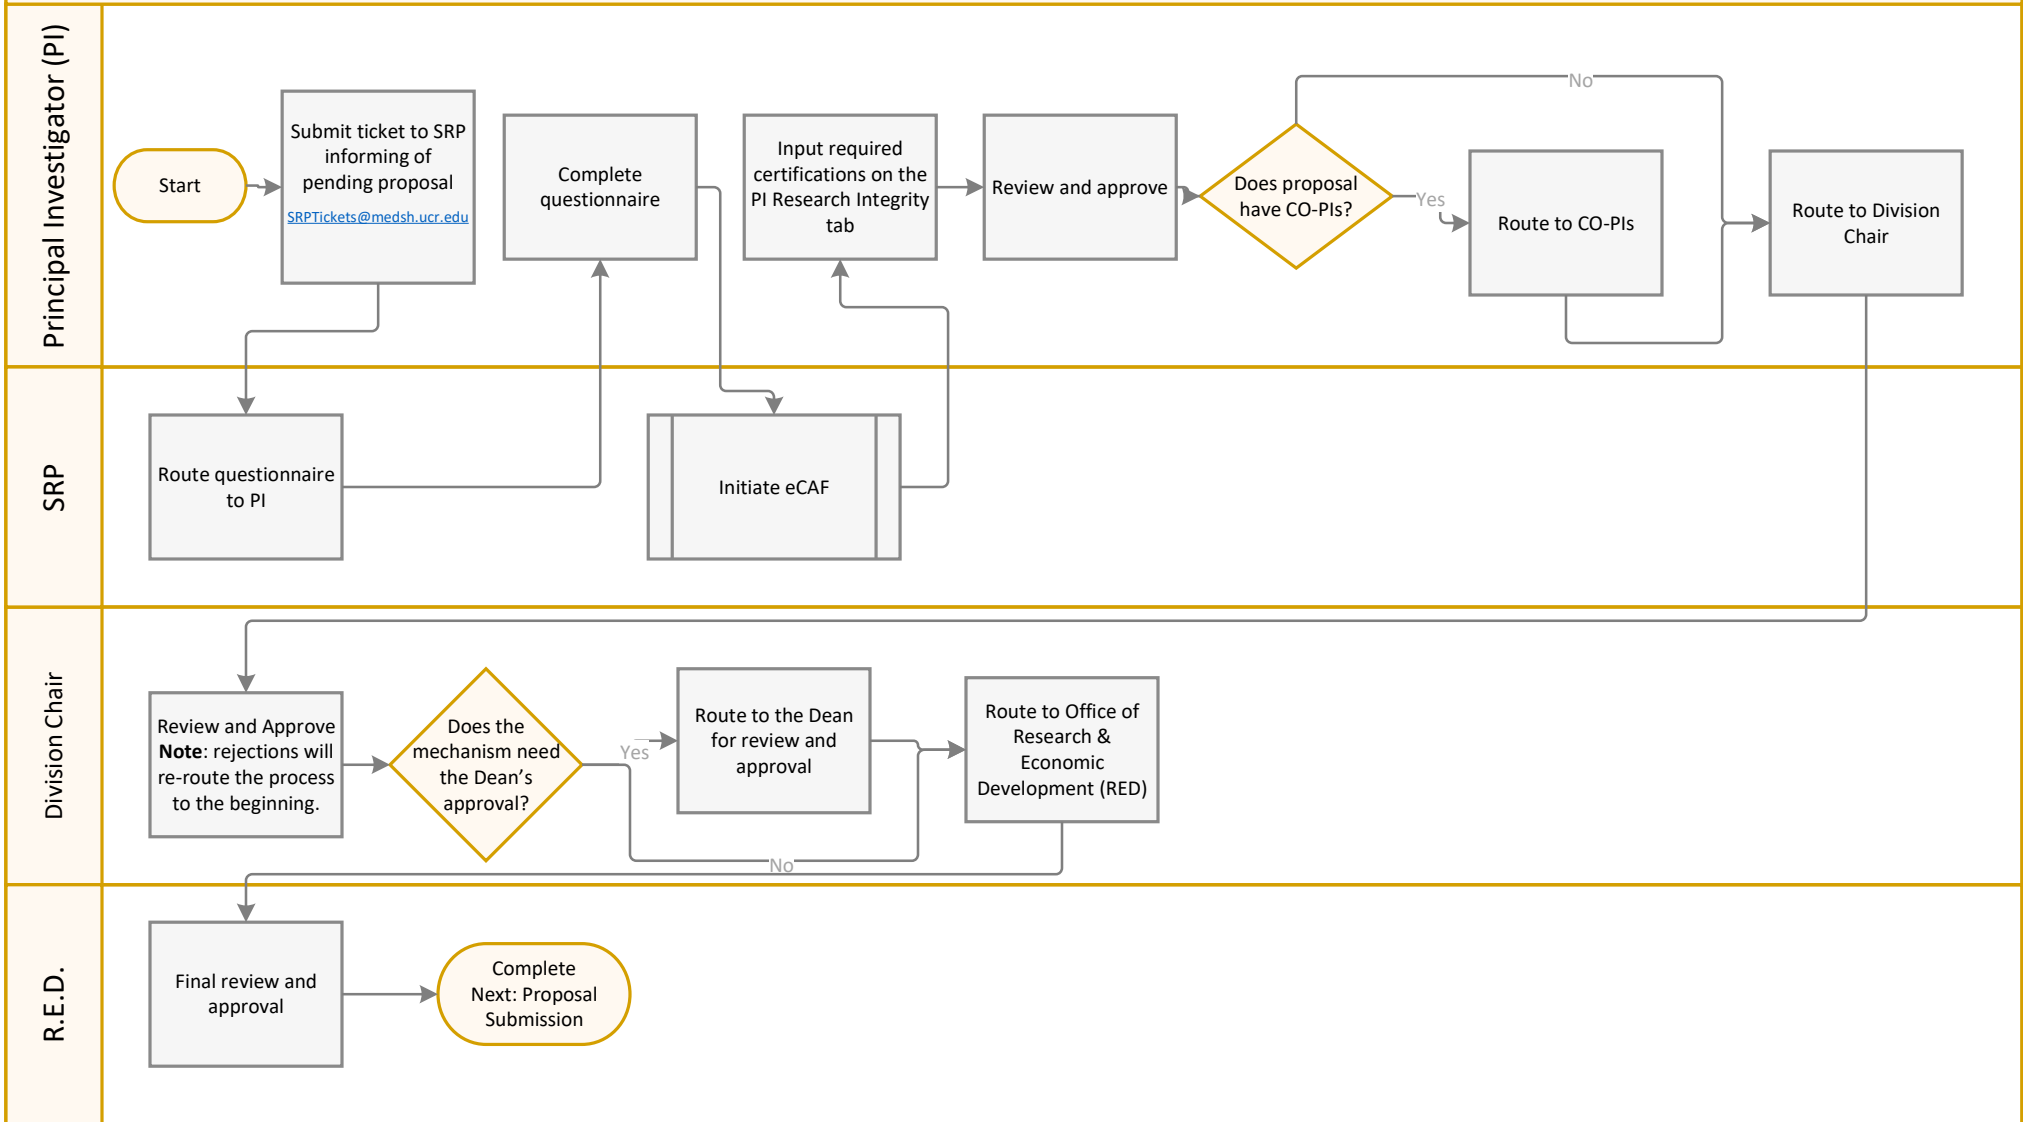 Principal Investigator (PI)
Start
Submit ticket to SRP
informing of
pending proposal
SRPTickets@medsh.ucr.edu
Complete
questionnaire
Input required
certifications on the
PI Research Integrity
tab
Review and approve
Does proposal
have CO-PIs?
No
Yes
Route to CO-PIs
Route to Division
Chair
SRP
Route questionnaire
to PI
Initiate eCAF
Division Chair
Review and Approve
Note: rejections will
re-route the process
to the beginning.
Does the
mechanism need
the Dean's
approval?
Yes
No
Route to the Dean
for review and
approval
Route to Office of
Research &
Economic
Development (RED)
R.E.D.
Final review and
approval
Complete
Next: Proposal
Submission